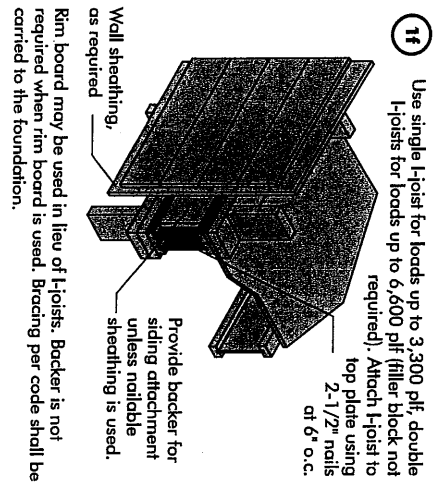 1f
Use single I-joist for loads up to 3,300 plf, double
I-joists for loads up to 6,600 plf (filler block not
required). Attach I-joist to
top plate using
2-1/2" nails
at 6" o.c.
Wall sheathing,
as required
Provide backer for
siding attachment
unless nailable
sheathing is used.
Rim board may be used in lieu of I-joists. Backer is not
required when rim board is used. Bracing per code shall be
carried to the foundation.